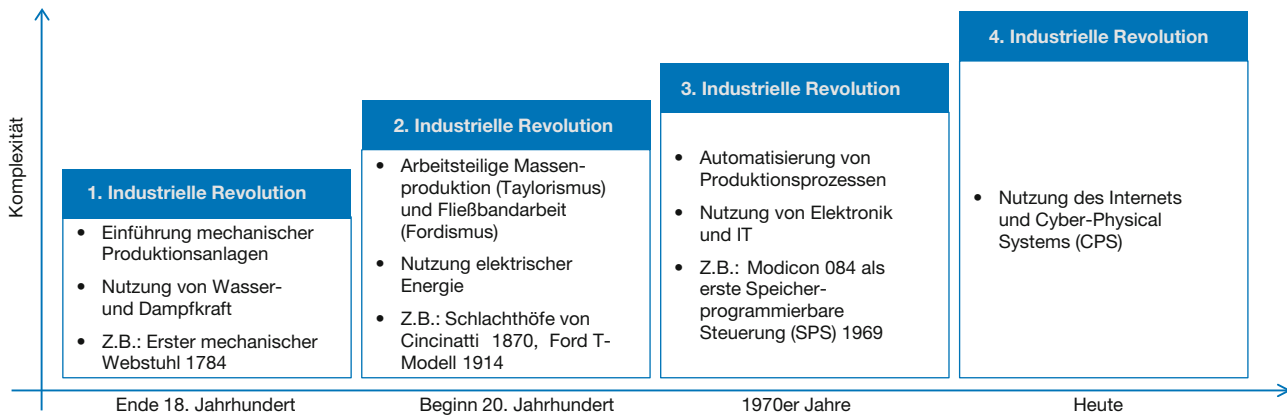 Komplexität
1. Industrielle Revolution
• Einführung mechanischer
Produktionsanlagen
• Nutzung von Wasser-
und Dampfkraft
• Z.B.: Erster mechanischer
Webstuhl 1784
2. Industrielle Revolution
• Arbeitsteilige Massen-
produktion (Taylorismus)
und Fließbandarbeit
(Fordismus)
• Nutzung elektrischer
Energie
• Z.B.: Schlachthöfe von
Cincinatti 1870, Ford T-
Modell 1914
3. Industrielle Revolution
• Automatisierung von
Produktionsprozessen
• Nutzung von Elektronik
und IT
• Z.B.: Modicon 084 als
erste Speicher-
programmierbare
Steuerung (SPS) 1969
4. Industrielle Revolution
• Nutzung des Internets
und Cyber-Physical
Systems (CPS)
Ende 18. Jahrhundert
Beginn 20. Jahrhundert
1970er Jahre
Heute